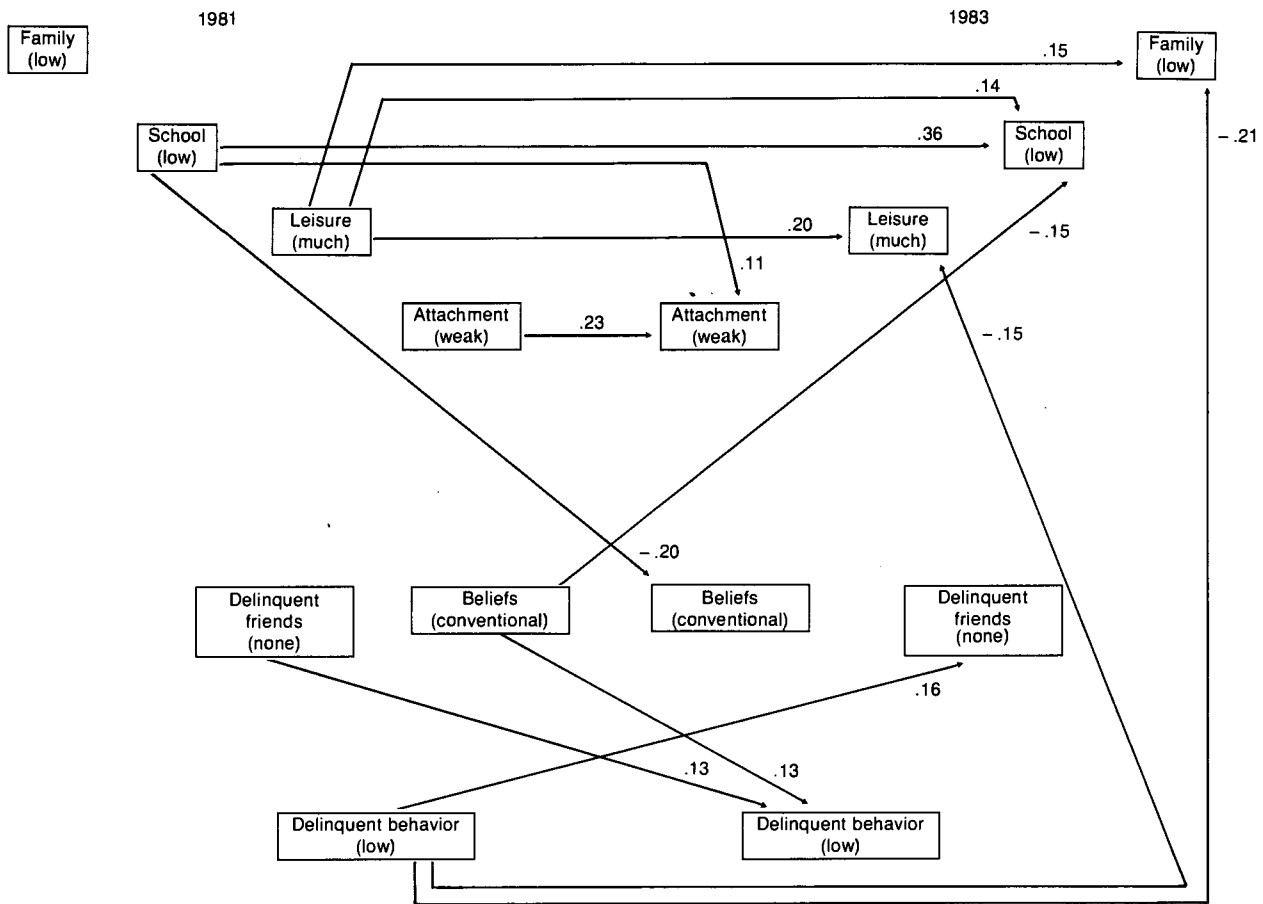 1981
1983
Family
(low)
Family
(low)
.15
.14
School
(low)
.36
School
(low)
– .21
Leisure
(much)
.20
Leisure
(much)
– .15
.11
Attachment
(weak)
.23
Attachment
(weak)
– .15
– .20
Delinquent
friends
(none)
Beliefs
(conventional)
Beliefs
(conventional)
Delinquent
friends
(none)
.16
.13
.13
Delinquent behavior
(low)
Delinquent behavior
(low)